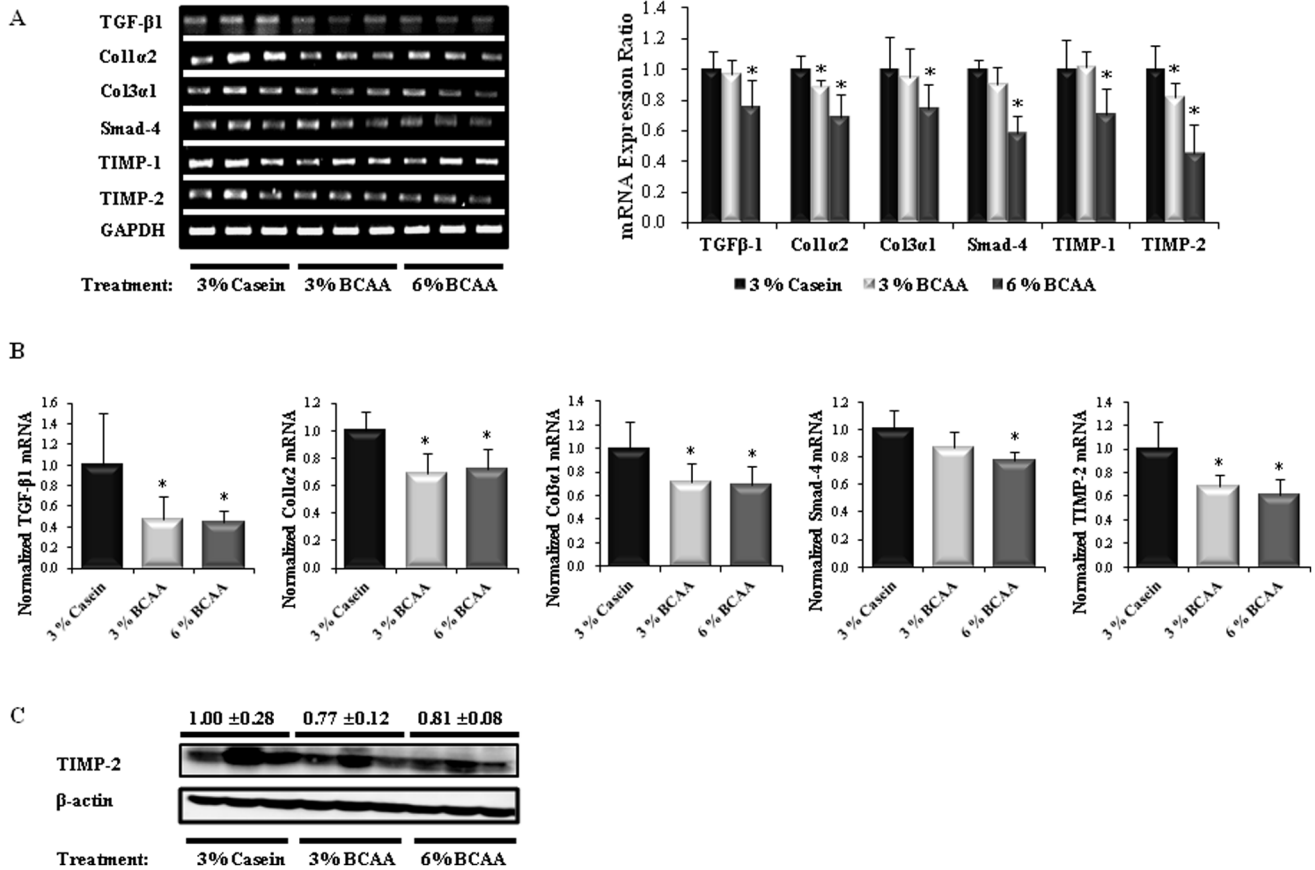 A
TGF-β1
Col1α2
Col3α1
Smad-4
TIMP-1
TIMP-2
GAPDH
Treatment: 3% Casein 3% BCAA 6% BCAA
mRNA Expression Ratio
1.4
1.2
1.0
0.8
0.6
0.4
0.2
0.0
* * * * * * * *
TGFβ-1 Col1α2 Col3α1 Smad-4 TIMP-1 TIMP-2
3 % Casein 3 % BCAA 6 % BCAA
B
Normalized TGF-β1 mRNA
1.6
1.4
1.2
1.0
0.8
0.6
0.4
0.2
0.0
* *
3 % Casein 3 % BCAA 6 % BCAA
Normalized Col1α2 mRNA
1.2
1.0
0.8
0.6
0.4
0.2
0.0
* *
3 % Casein 3 % BCAA 6 % BCAA
Normalized Col3α1 mRNA
1.4
1.2
1.0
0.8
0.6
0.4
0.2
0.0
* *
3 % Casein 3 % BCAA 6 % BCAA
Normalized Smad-4 mRNA
1.2
1.0
0.8
0.6
0.4
0.2
0.0
*
3 % Casein 3 % BCAA 6 % BCAA
Normalized TIMP-2 mRNA
1.4
1.2
1.0
0.8
0.6
0.4
0.2
0.0
* *
3 % Casein 3 % BCAA 6 % BCAA
C
1.00 ±0.28 0.77 ±0.12 0.81 ±0.08
TIMP-2
β-actin
Treatment: 3% Casein 3% BCAA 6% BCAA